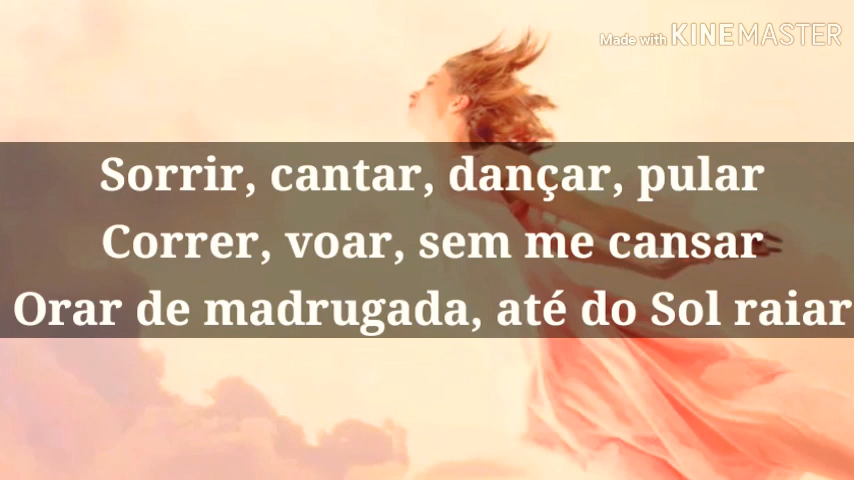 Made with KINEMASTER
Sorrir, cantar, dançar, pular
Correr, voar, sem me cansar
Orar de madrugada, até do Sol raiar